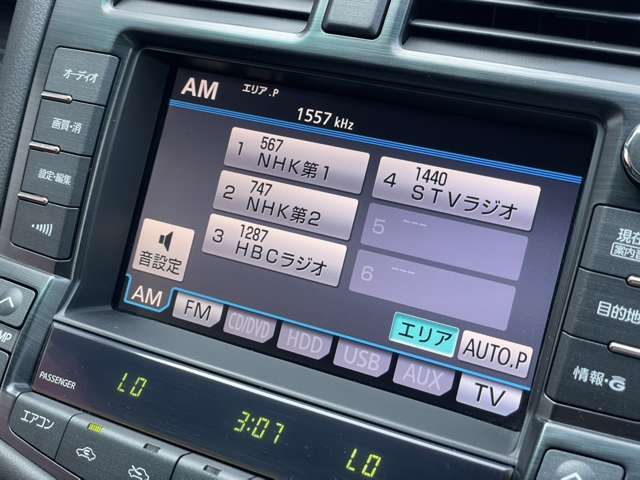 オーディオ
画質・消
設定・編集
AM エリア.P
1557 kHz
1 567 NHK第1
2 747 NHK第2
3 1287 HBCラジオ
4 1440 STVラジオ
5 ---
6 ---
音設定
AM FM CD/DVD HDD USB AUX TV
エリア AUTO.P
現在
案内音
目的地
情報・G
MP
PASSENGER
LO 3:07 LO
エアコン